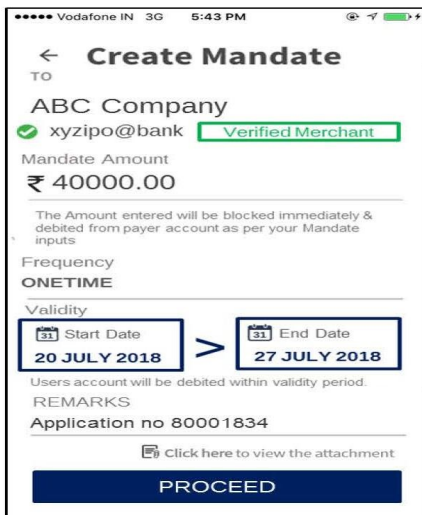 Vodafone IN 3G 5:43 PM
← Create Mandate
TO
ABC Company
xyzipo@bank Verified Merchant
Mandate Amount
₹ 40000.00
The Amount entered will be blocked immediately &
debited from payer account as per your Mandate
inputs
Frequency
ONETIME
Validity
31 Start Date > 31 End Date
20 JULY 2018 27 JULY 2018
Users account will be debited within validity period.
REMARKS
Application no 80001834
Click here to view the attachment
PROCEED